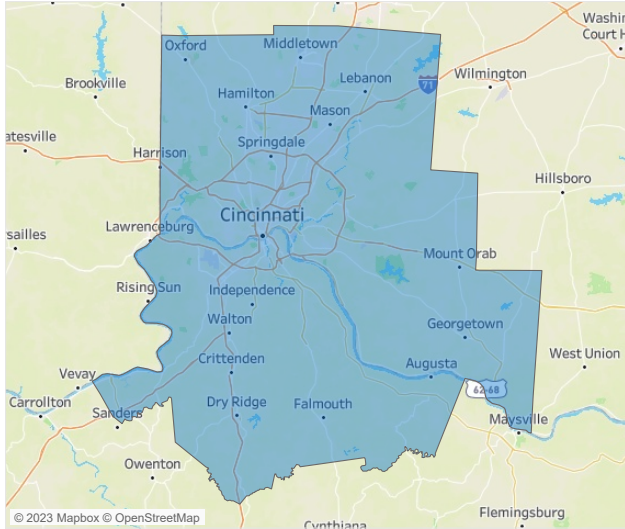 Washin
Court H
Oxford
Middletown
Brookville
Lebanon
71
Wilmington
Hamilton
Mason
atesville
Springdale
Harrison
Hillsboro
Cincinnati
Lawrenceburg
rsailles
Mount Orab
Rising Sun
Independence
Walton
Georgetown
Crittenden
West Union
Vevay
Augusta
Carrollton
62-68
Dry Ridge
Falmouth
Sanders
Maysville
Owenton
Flemingsburg
© 2023 Mapbox © OpenStreetMap
Cynthiana